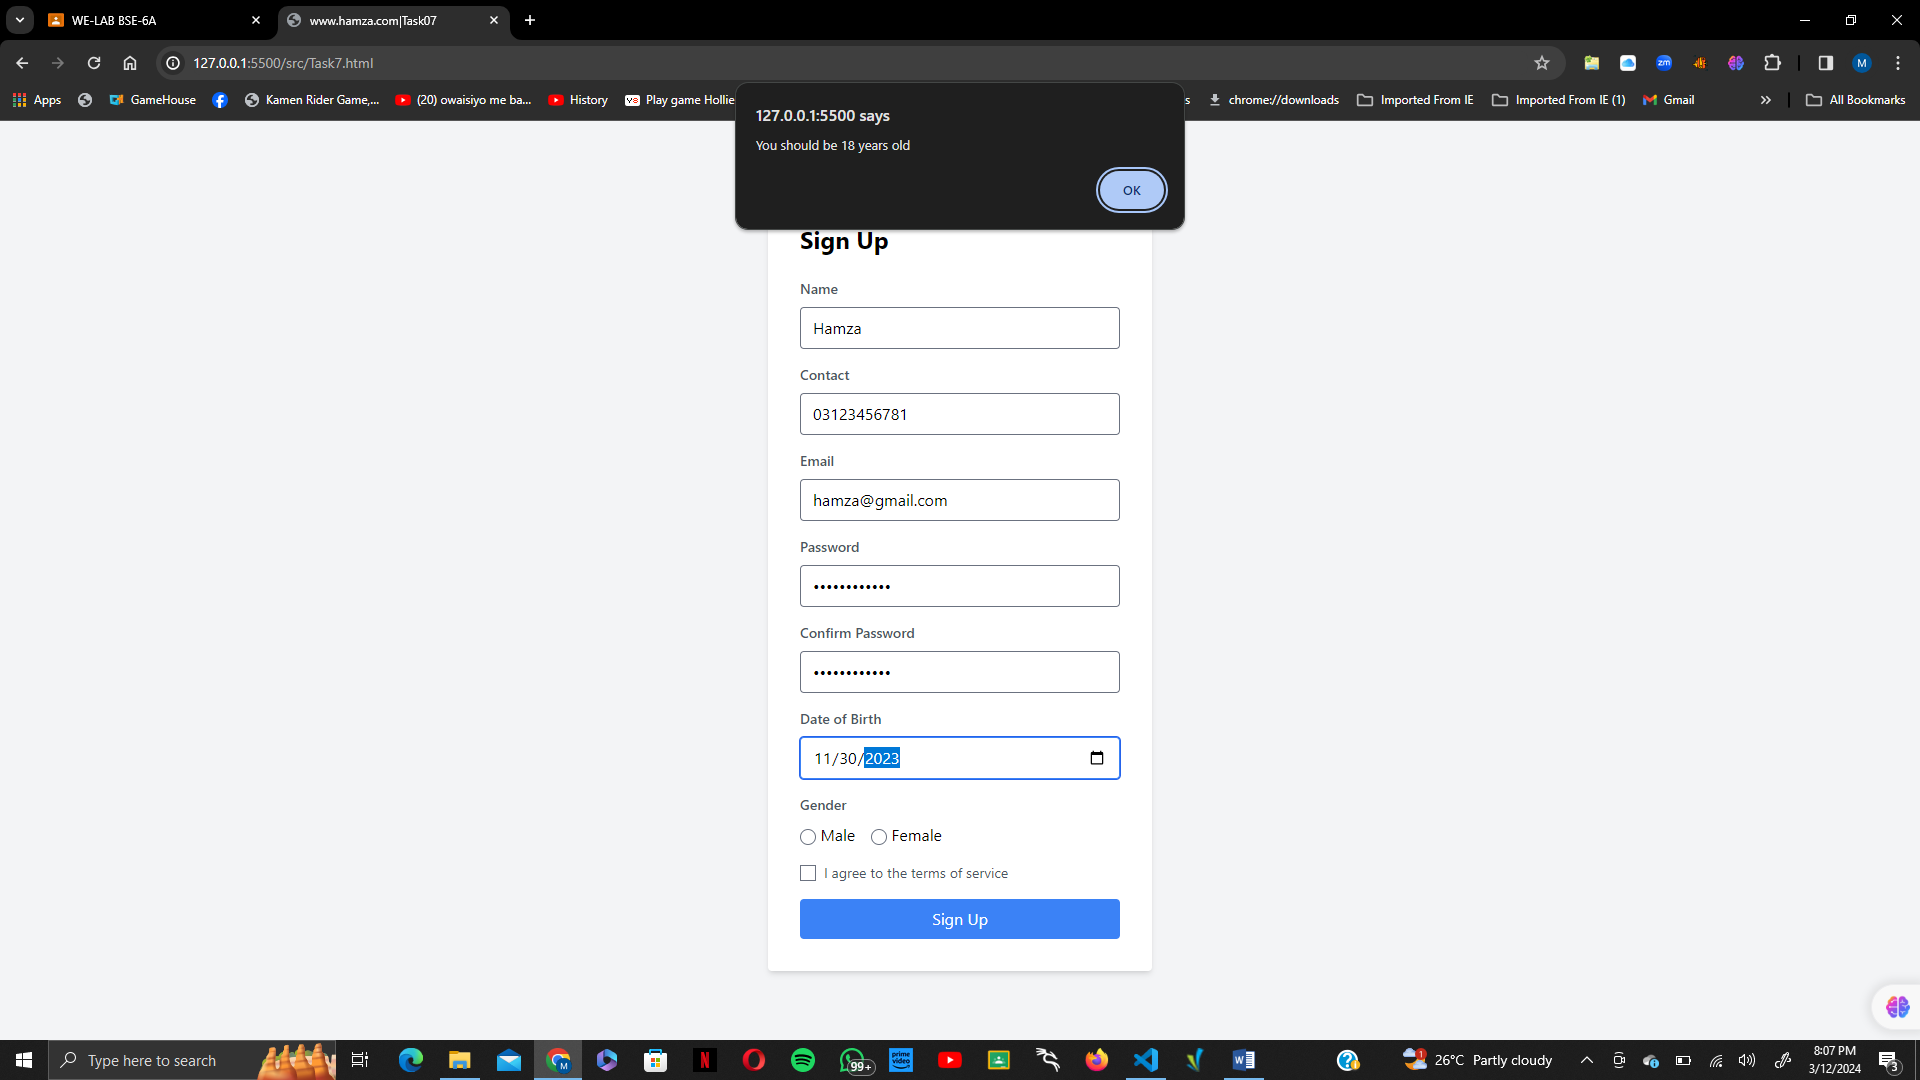 WE-LAB BSE-6A
www.hamza.com|Task07
127.0.0.1:5500/src/Task7.html
zm
M
Apps
GameHouse
Kamen Rider Game,...
(20) owaisiyo me ba...
History
Play game Hollie
s
chrome://downloads
Imported From IE
Imported From IE (1)
Gmail
All Bookmarks
127.0.0.1:5500 says
You should be 18 years old
OK
Sign Up
Name
Hamza
Contact
03123456781
Email
hamza@gmail.com
Password
••••••••••••
Confirm Password
••••••••••••
Date of Birth
11/30/2023
Gender
Male
Female
I agree to the terms of service
Sign Up
Type here to search
M
N
99+
prime video
W
1
26°C Partly cloudy
8:07 PM
3/12/2024
3